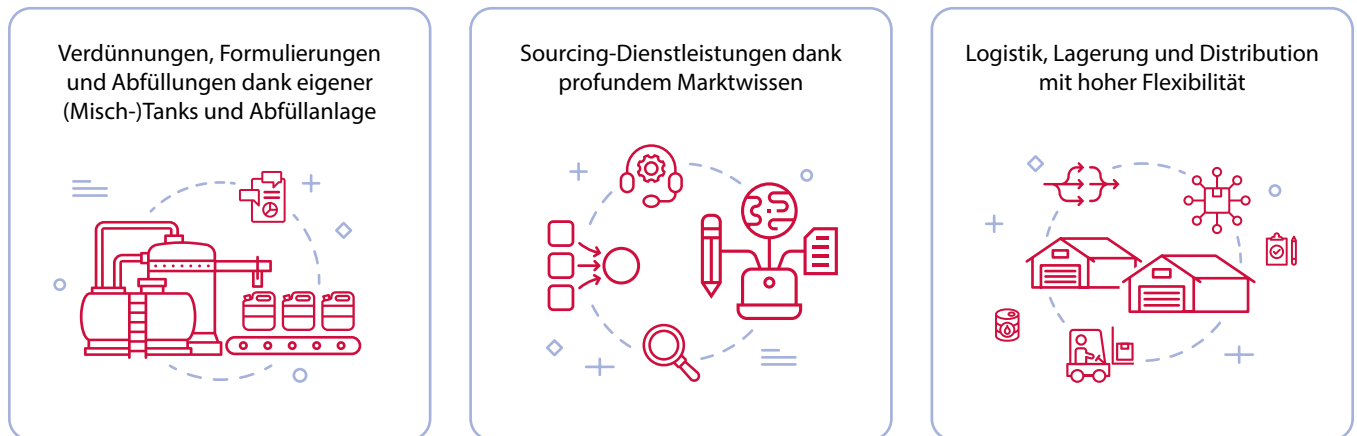 Verdünnungen, Formulierungen
und Abfüllungen dank eigener
(Misch-)Tanks und Abfüllanlage
Sourcing-Dienstleistungen dank
profundem Marktwissen
Logistik, Lagerung und Distribution
mit hoher Flexibilität